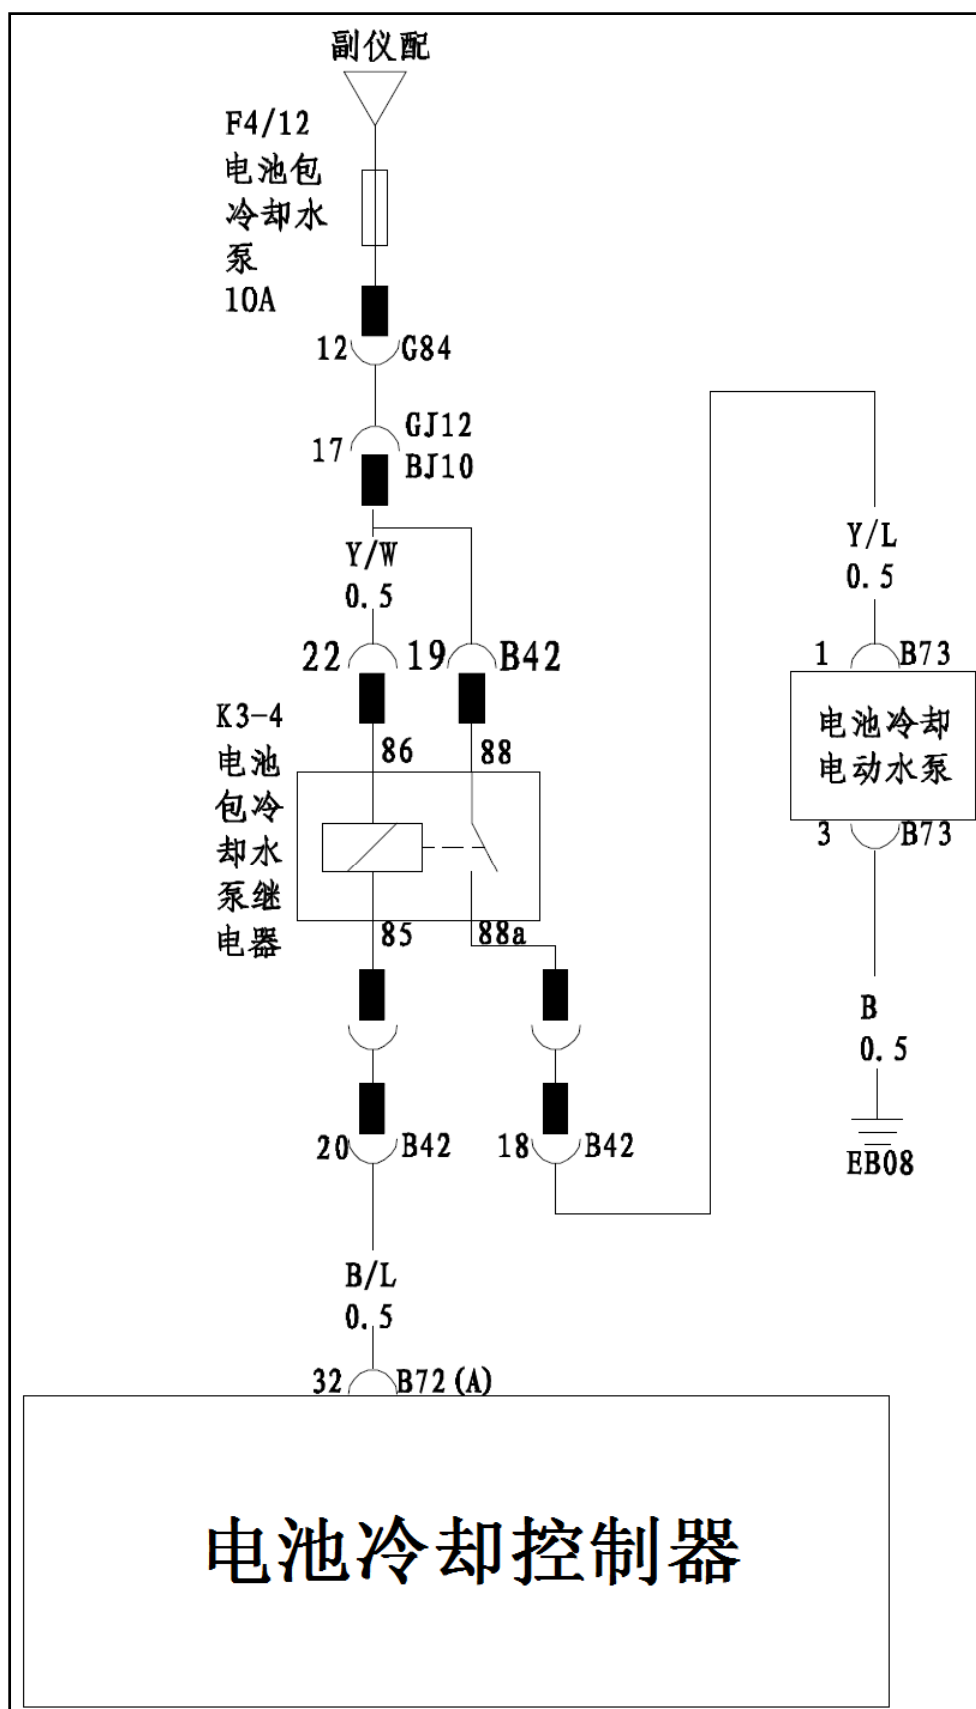 副仪配
F4/12
电池包
冷却水
泵
10A
12
G84
17
GJ12
BJ10
Y/W
0.5
22
19
B42
K3-4
电池
包冷
却水
泵继
电器
86
88
85
88a
20
B42
18
B42
B/L
0.5
32
B72(A)
Y/L
0.5
1
B73
电池冷却
电动水泵
3
B73
B
0.5
EB08
电池冷却控制器